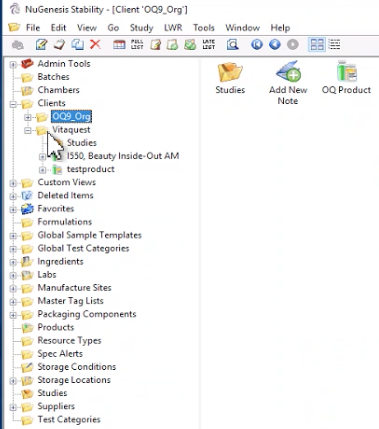 NuGenesis Stability - [Client 'OQ9_Org']
File Edit View Go Study LWR Tools Window Help
PULL LIST LATE LIST
Admin Tools
Batches
Chambers
Clients
OQ9_Org
Vitaquest
Studies
I550, Beauty Inside-Out AM
testproduct
Custom Views
Deleted Items
Favorites
Formulations
Global Sample Templates
Global Test Categories
Ingredients
Labs
Manufacture Sites
Master Tag Lists
Packaging Components
Products
Resource Types
Spec Alerts
Storage Conditions
Storage Locations
Studies
Suppliers
Test Categories
Studies
Add New Note
OQ Product